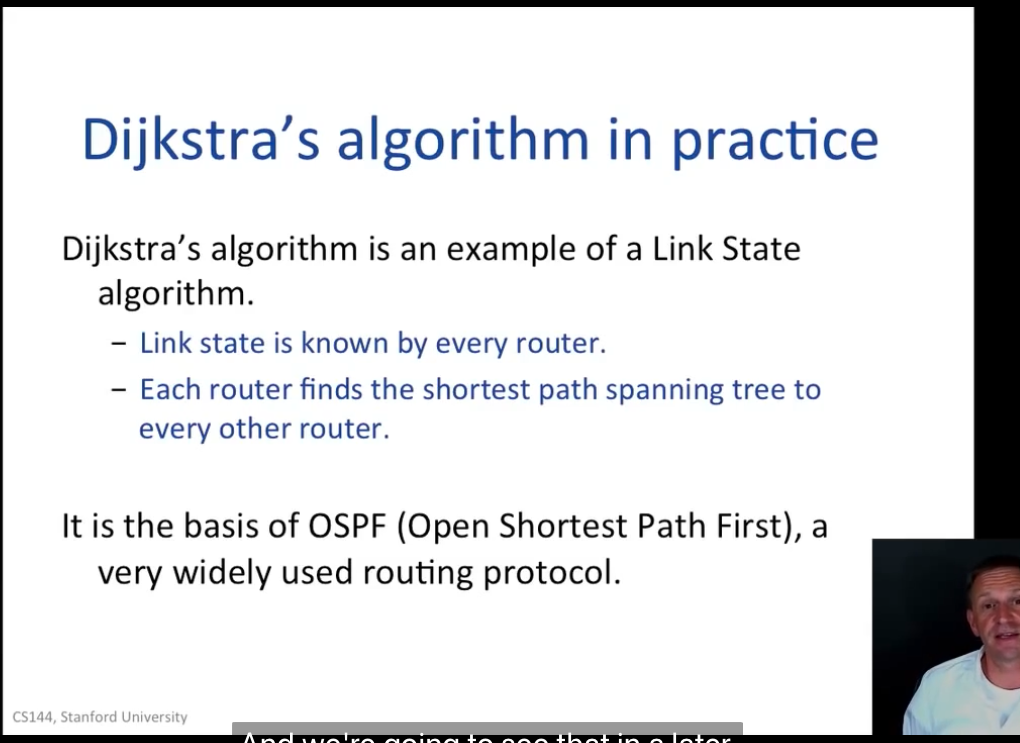 Dijkstra’s algorithm in practice
Dijkstra’s algorithm is an example of a Link State
algorithm.
– Link state is known by every router.
– Each router finds the shortest path spanning tree to
every other router.
It is the basis of OSPF (Open Shortest Path First), a
very widely used routing protocol.
CS144, Stanford University
And we're going to see that in a later